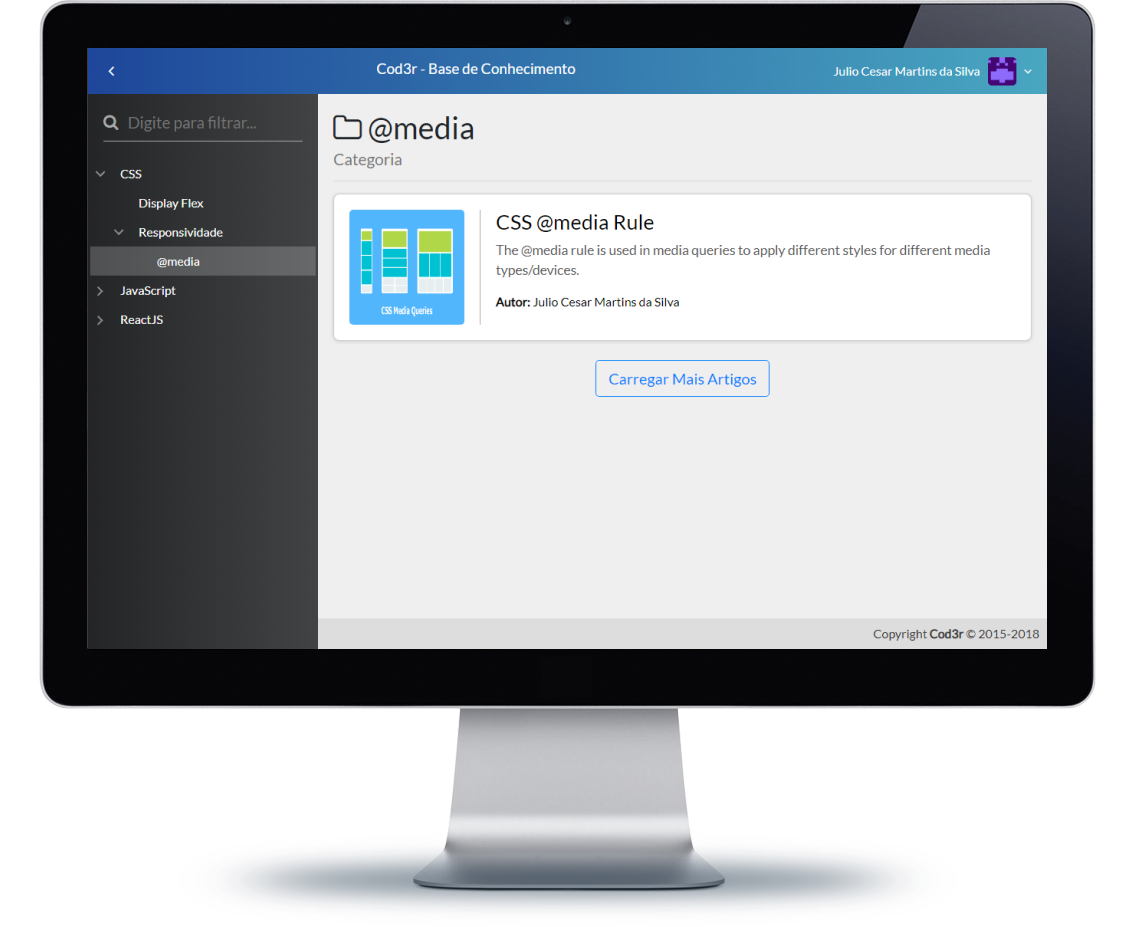 Cod3r - Base de Conhecimento
Julio Cesar Martins da Silva
Digite para filtrar...
CSS
Display Flex
Responsividade
@media
JavaScript
ReactJS
@media
Categoria
CSS Media Queries
CSS @media Rule
The @media rule is used in media queries to apply different styles for different media
types/devices.
Autor: Julio Cesar Martins da Silva
Carregar Mais Artigos
Copyright Cod3r © 2015-2018